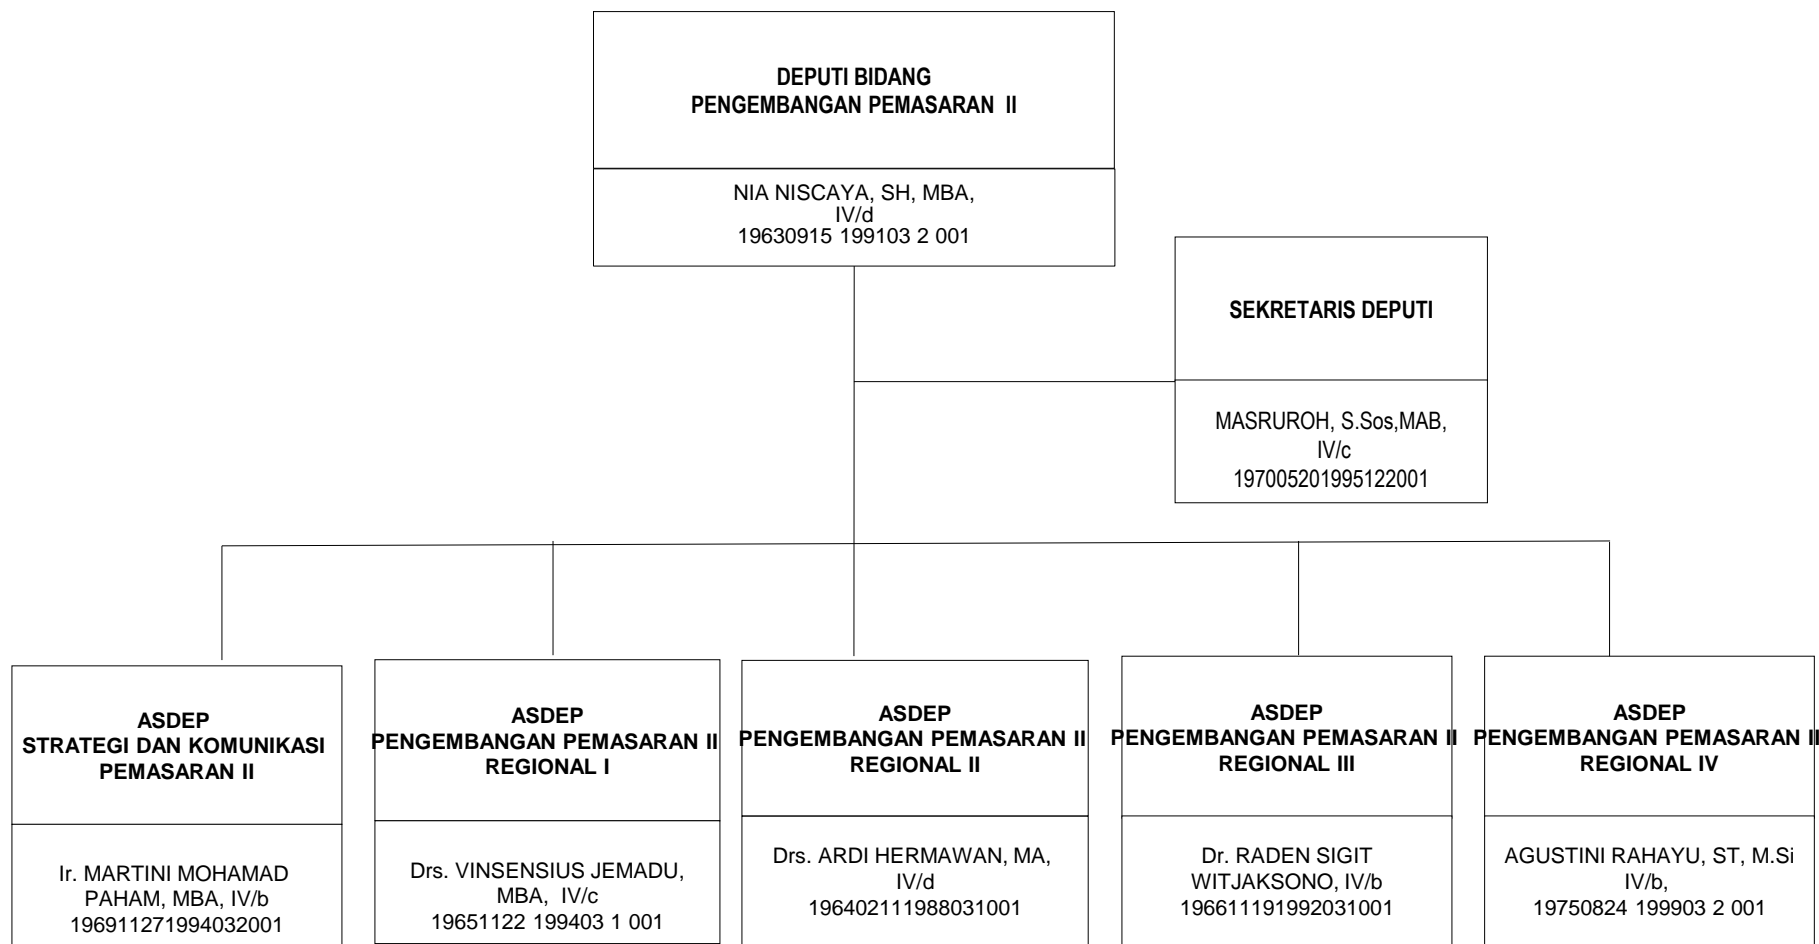 DEPUTI BIDANG
PENGEMBANGAN PEMASARAN II
NIA NISCAYA, SH, MBA,
IV/d
19630915 199103 2 001
SEKRETARIS DEPUTI
MASRUROH, S.Sos,MAB,
IV/c
197005201995122001
ASDEP
STRATEGI DAN KOMUNIKASI
PEMASARAN II
Ir. MARTINI MOHAMAD
PAHAM, MBA, IV/b
196911271994032001
ASDEP
PENGEMBANGAN PEMASARAN II
REGIONAL I
Drs. VINSENSIUS JEMADU,
MBA, IV/c
19651122 199403 1 001
ASDEP
PENGEMBANGAN PEMASARAN II
REGIONAL II
Drs. ARDI HERMAWAN, MA,
IV/d
196402111988031001
ASDEP
PENGEMBANGAN PEMASARAN II
REGIONAL III
Dr. RADEN SIGIT
WITJAKSONO, IV/b
196611191992031001
ASDEP
PENGEMBANGAN PEMASARAN II
REGIONAL IV
AGUSTINI RAHAYU, ST, M.Si
IV/b,
19750824 199903 2 001